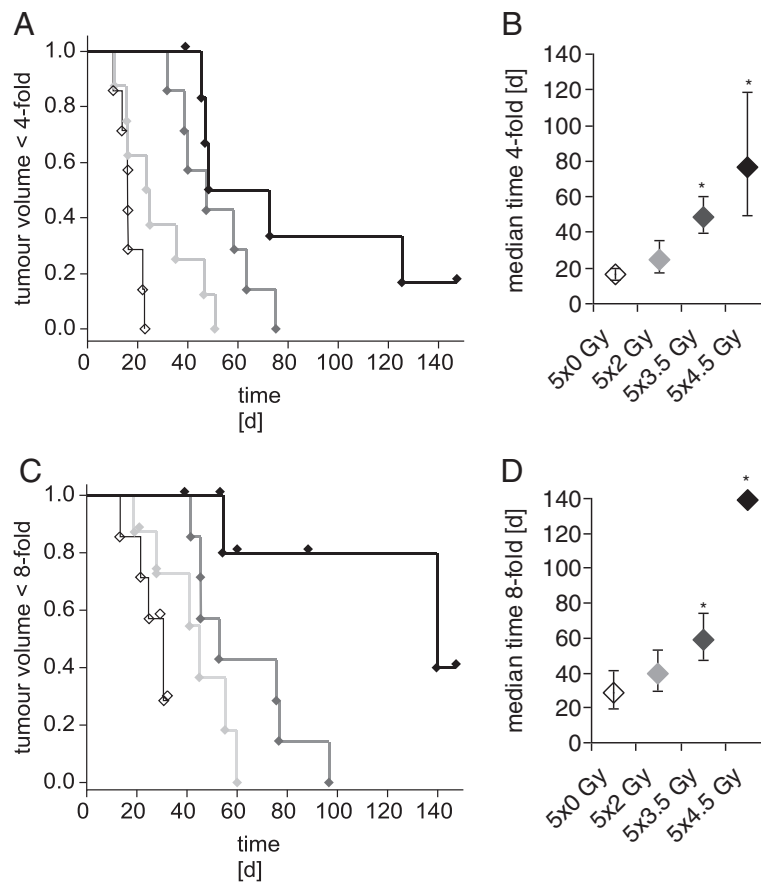 A
tumour volume < 4-fold
1.0
0.8
0.6
0.4
0.2
0.0
0 20 40 60 80 100 120 140
time
[d]
B
median time 4-fold [d]
140
120
100
80
60
40
20
0
*
*
5x0 Gy
5x2 Gy
5x3.5 Gy
5x4.5 Gy
C
tumour volume < 8-fold
1.0
0.8
0.6
0.4
0.2
0.0
0 20 40 60 80 100 120 140
time
[d]
D
median time 8-fold [d]
140
120
100
80
60
40
20
0
*
*
5x0 Gy
5x2 Gy
5x3.5 Gy
5x4.5 Gy